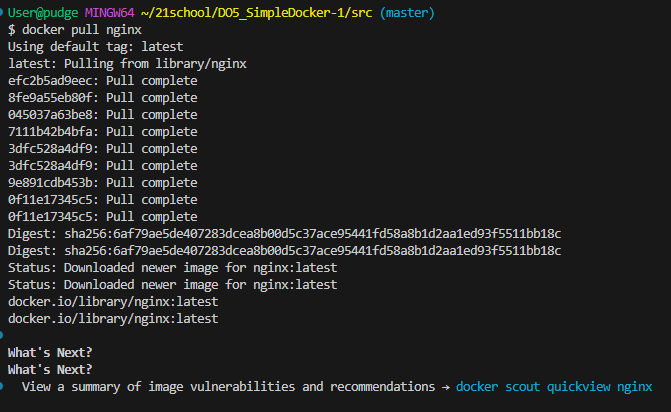 User@pudge MINGW64 ~/21school/DO5_SimpleDocker-1/src (master)
$ docker pull nginx
Using default tag: latest
latest: Pulling from library/nginx
efc2b5ad9eec: Pull complete
8fe9a55eb80f: Pull complete
045037a63be8: Pull complete
7111b42b4bfa: Pull complete
3dfc528a4df9: Pull complete
3dfc528a4df9: Pull complete
9e891cdb453b: Pull complete
0f11e17345c5: Pull complete
0f11e17345c5: Pull complete
Digest: sha256:6af79ae5de407283dcea8b00d5c37ace95441fd58a8b1d2aa1ed93f5511bb18c
Digest: sha256:6af79ae5de407283dcea8b00d5c37ace95441fd58a8b1d2aa1ed93f5511bb18c
Status: Downloaded newer image for nginx:latest
Status: Downloaded newer image for nginx:latest
docker.io/library/nginx:latest
docker.io/library/nginx:latest
What's Next?
What's Next?
View a summary of image vulnerabilities and recommendations → docker scout quickview nginx